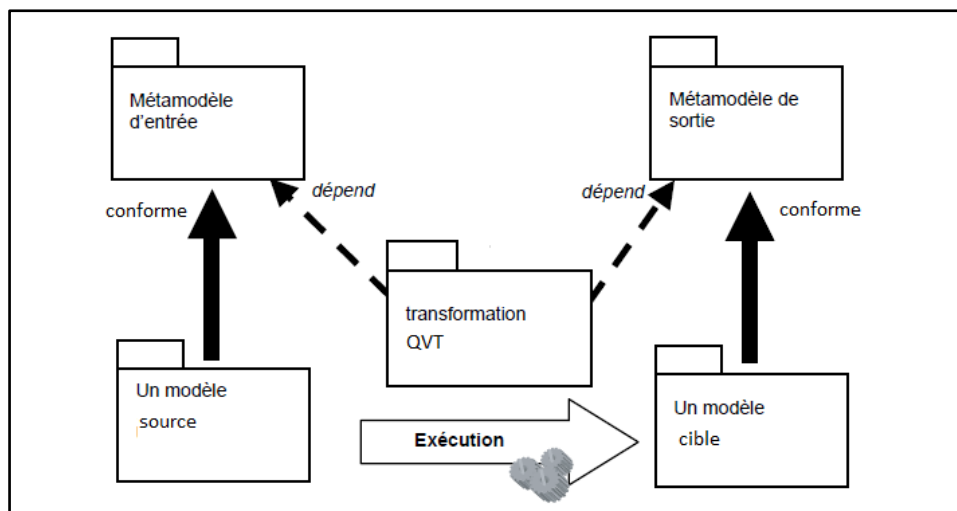 Métamodèle
d'entrée
Métamodèle de
sortie
dépend
dépend
conforme
conforme
transformation
QVT
Un modèle
source
Un modèle
cible
Exécution